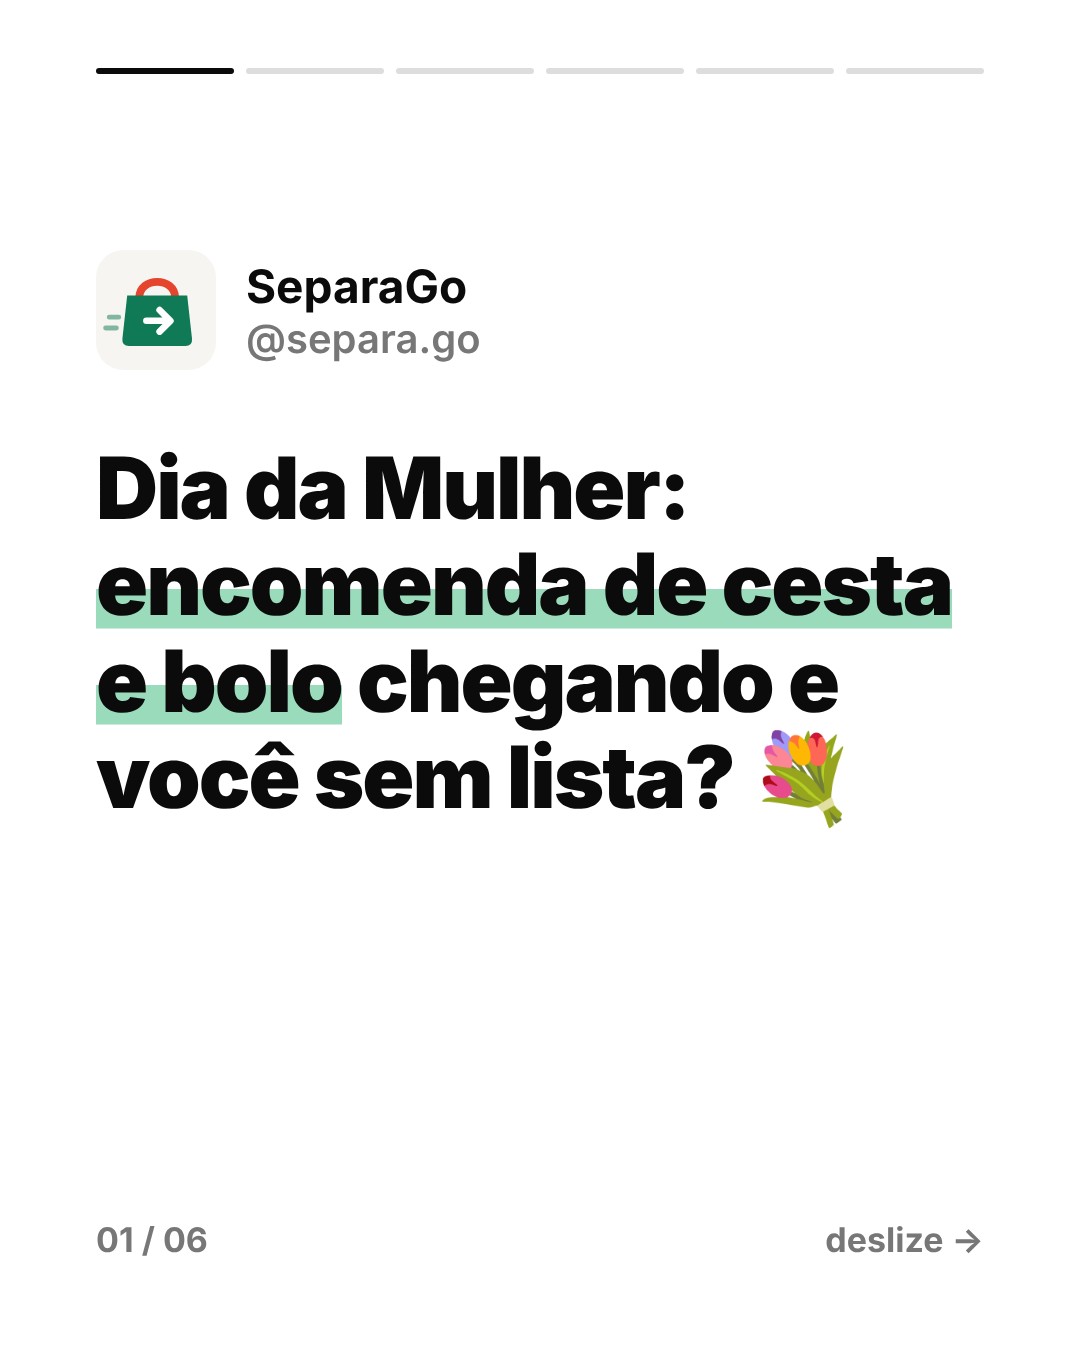 SeparaGo
@separa.go
Dia da Mulher:
encomenda de cesta
e bolo chegando e
você sem lista? 💐
01 / 06
deslize →